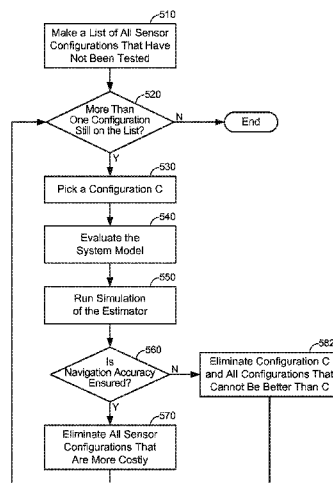 510
Make a List of All Sensor
Configurations That Have
Not Been Tested
520
More Than
One Configuration
Still on the List?
N
End
Y
530
Pick a Configuration C
540
Evaluate the
System Model
550
Run Simulation
of the Estimator
560
Is
Navigation Accuracy
Ensured?
N
582
Eliminate Configuration C
and All Configurations That
Cannot Be Better Than C
Y
570
Eliminate All Sensor
Configurations That
Are More Costly